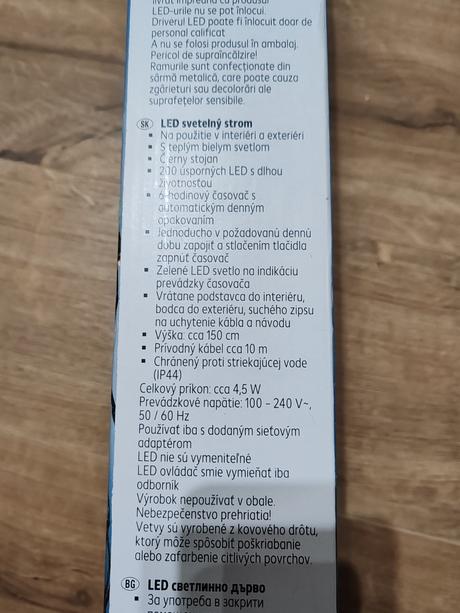 livrat împreună cu produsul
LED-urile nu se pot înlocui.
Driverul LED poate fi înlocuit doar de
personal calificat
A nu se folosi produsul în ambalaj.
Pericol de supraîncălzire!
Ramurile sunt confecționate din
sârmă metalică, care poate cauza
zgârieturi sau decolorări ale
suprafețelor sensibile.
SK LED svetelný strom
▪ Na použitie v interiéri a exteriéri
▪ S teplým bielym svetlom
▪ Čierny stojan
▪ 200 úsporných LED s dlhou
životnosťou
▪ 6-hodinový časovač s
automatickým denným
opakovaním
▪ Jednoducho v požadovanú dennú
dobu zapojiť a stlačením tlačidla
zapnúť časovač
▪ Zelené LED svetlo na indikáciu
prevádzky časovača
▪ Vrátane podstavca do interiéru,
bodca do exteriéru, suchého zipsu
na uchytenie kábla a návodu
▪ Výška: cca 150 cm
▪ Prívodný kábel cca 10 m
▪ Chránený proti striekajúcej vode
(IP44)
Celkový príkon: cca 4,5 W
Prevádzkové napätie: 100 – 240 V~,
50 / 60 Hz
Používať iba s dodaným sieťovým
adaptérom
LED nie sú vymeniteľné
LED ovládač smie vymieňať iba
odborník
Výrobok nepoužívať v obale.
Nebezpečenstvo prehriatia!
Vetvy sú vyrobené z kovového drôtu,
ktorý môže spôsobiť poškriabanie
alebo zafarbenie citlivých povrchov.
BG LED светлинно дърво
▪ За употреба в закрити